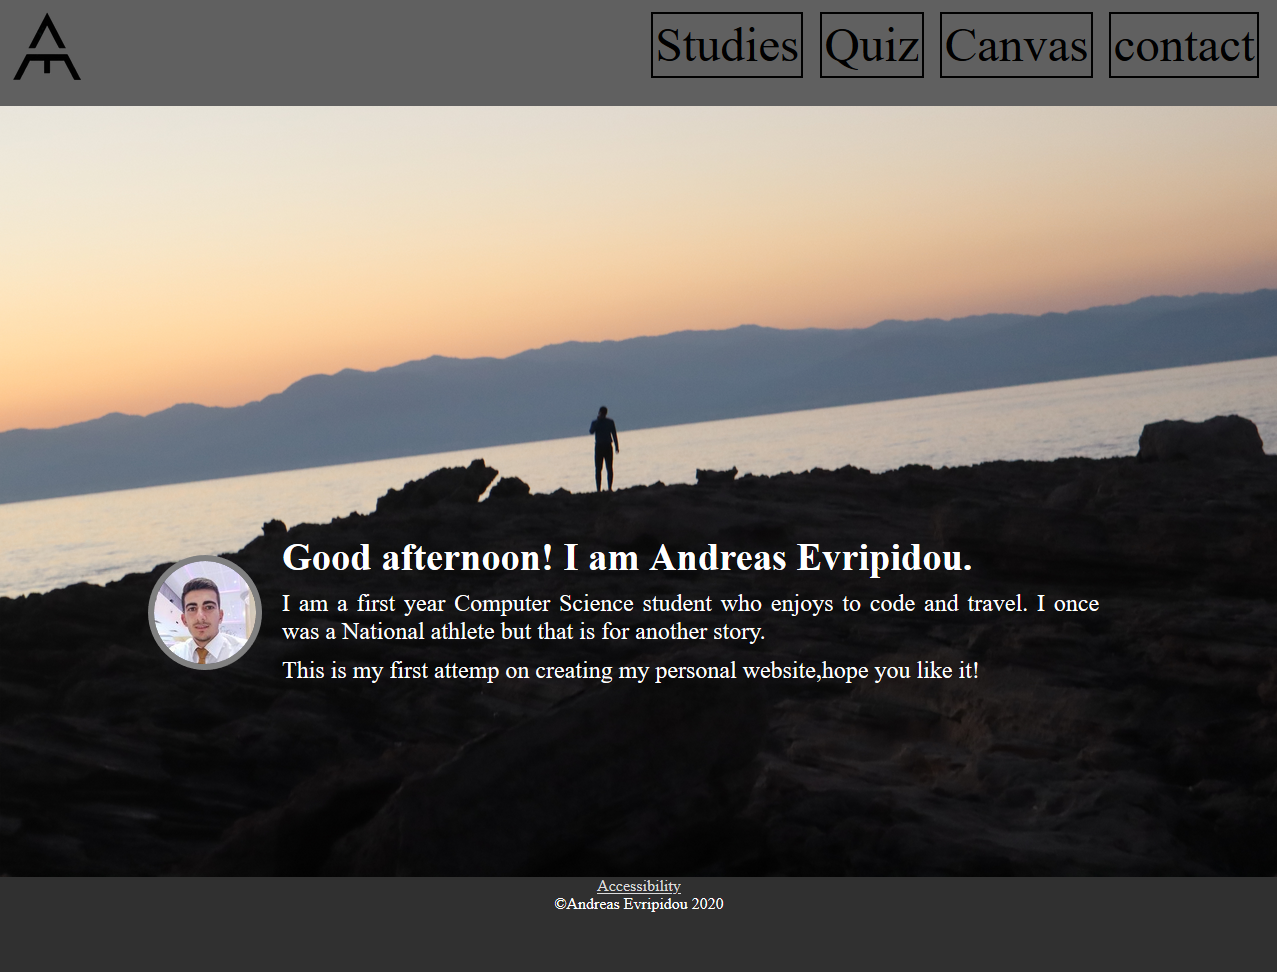 Studies Quiz Canvas contact
Good afternoon! I am Andreas Evripidou.
I am a first year Computer Science student who enjoys to code and travel. I once
was a National athlete but that is for another story.
This is my first attemp on creating my personal website,hope you like it!
Accessibility
©Andreas Evripidou 2020